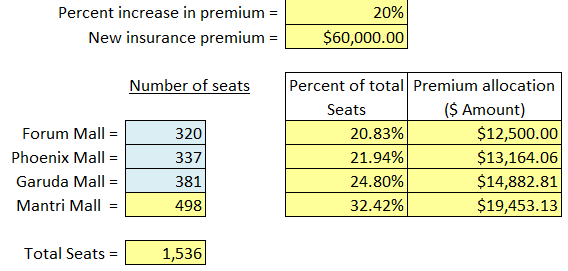 Percent increase in premium = 20%
New insurance premium = $60,000.00
Number of seats Percent of total Premium allocation
Seats ($ Amount)
Forum Mall = 320 20.83% $12,500.00
Phoenix Mall = 337 21.94% $13,164.06
Garuda Mall = 381 24.80% $14,882.81
Mantri Mall = 498 32.42% $19,453.13
Total Seats = 1,536